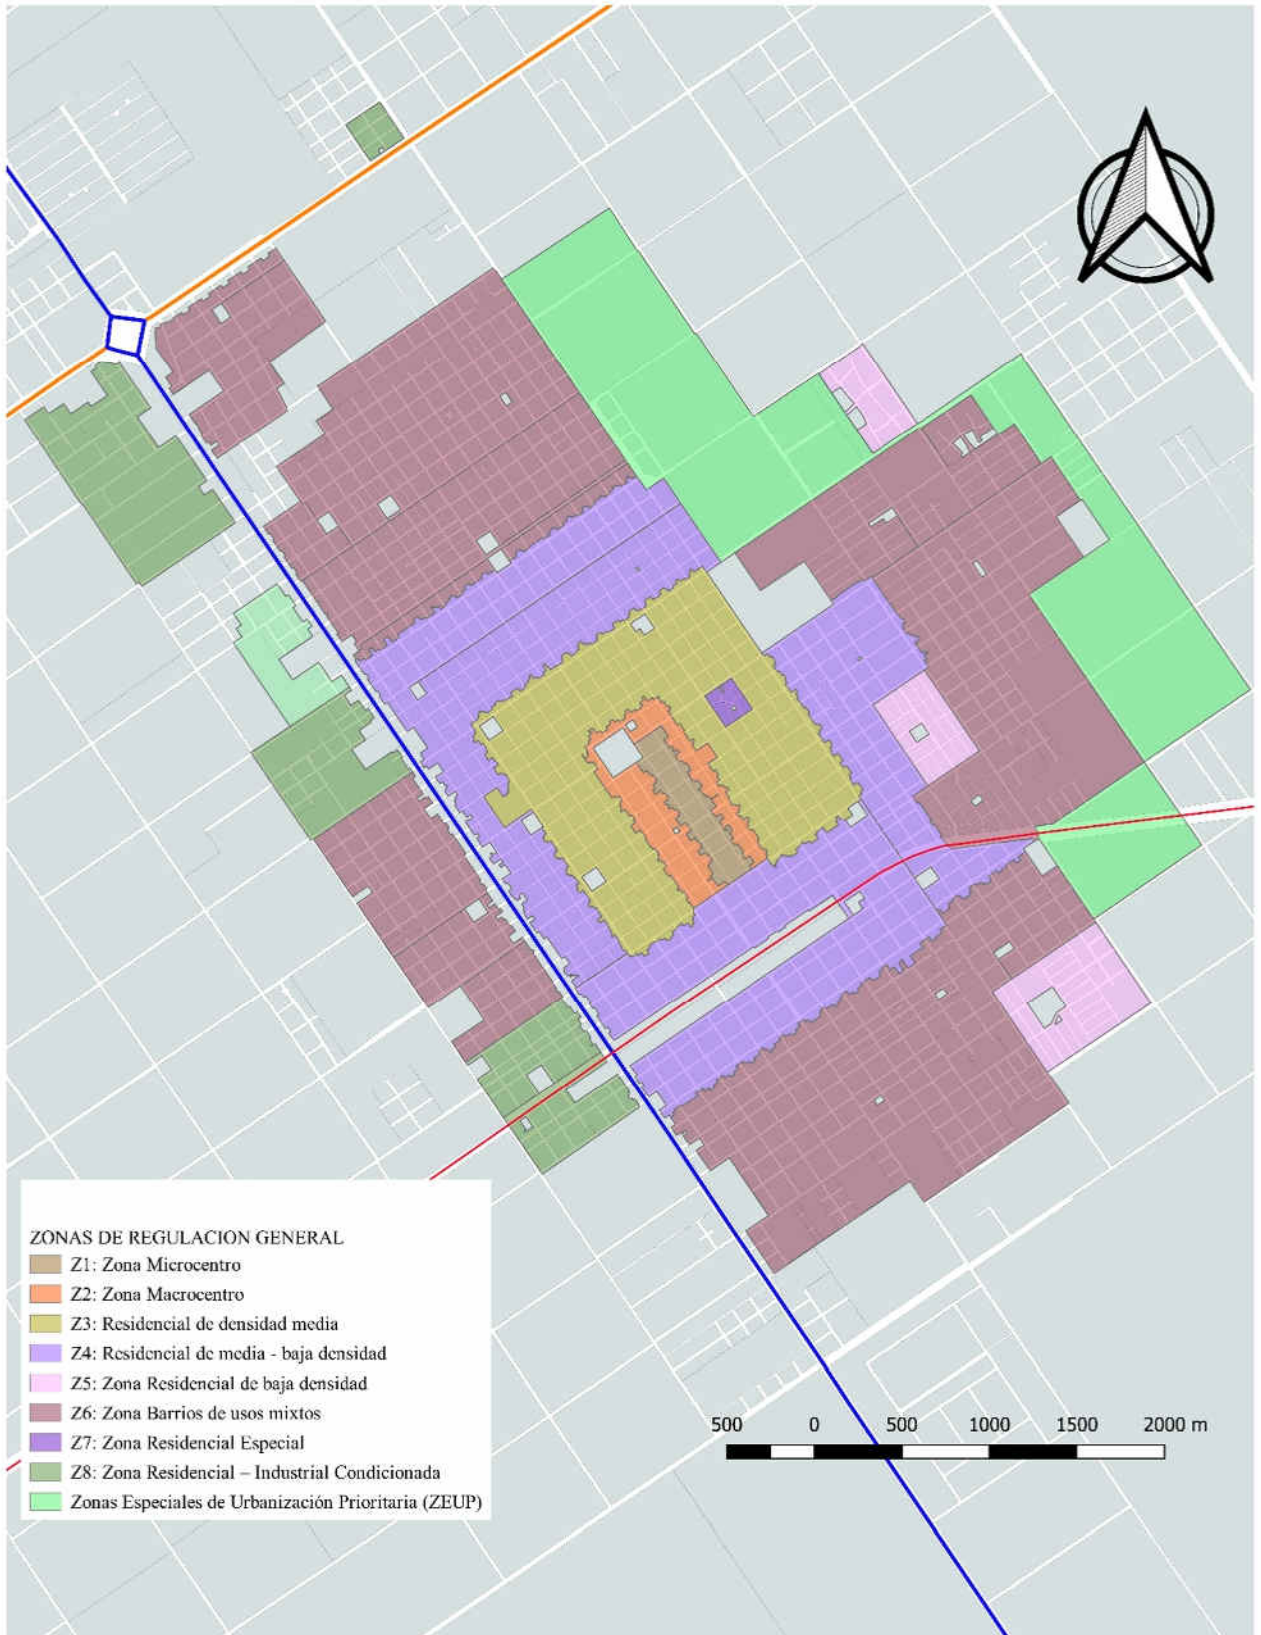 ZONAS DE REGULACION GENERAL
Z1: Zona Microcentro
Z2: Zona Macrocentro
Z3: Residencial de densidad media
Z4: Residencial de media - baja densidad
Z5: Zona Residencial de baja densidad
Z6: Zona Barrios de usos mixtos
Z7: Zona Residencial Especial
Z8: Zona Residencial – Industrial Condicionada
Zonas Especiales de Urbanización Prioritaria (ZEUP)
500 0 500 1000 1500 2000 m